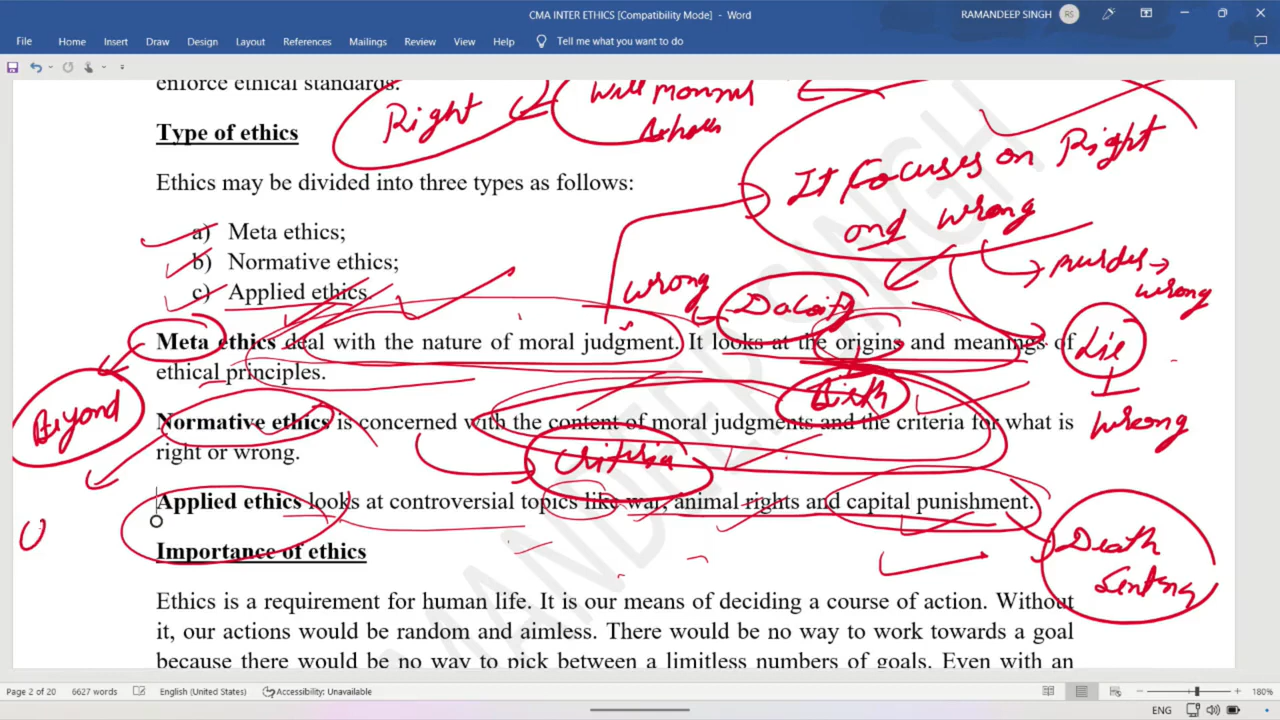 CMA INTER ETHICS [Compatibility Mode] - Word
RAMANDEEP SINGH RS
File Home Insert Draw Design Layout References Mailings Review View Help Tell me what you want to do
enforce ethical standards.
Right
Will
It focuses on Right
and wrong
Type of ethics
Ethics may be divided into three types as follows:
a) Meta ethics;
b) Normative ethics;
c) Applied ethics.
murder → wrong
wrong
Dacoity
Meta ethics deal with the nature of moral judgment. It looks at the origins and meanings of
ethical principles.
Lie
wrong
Birth
Beyond
Normative ethics is concerned with the content of moral judgments and the criteria for what is
right or wrong.
Criteria
Applied ethics looks at controversial topics like war, animal rights and capital punishment.
Death
Importance of ethics
Ethics is a requirement for human life. It is our means of deciding a course of action. Without
it, our actions would be random and aimless. There would be no way to work towards a goal
because there would be no way to pick between a limitless numbers of goals. Even with an
MANDEEP SINGH
Page 2 of 20 6627 words English (United States) Accessibility: Unavailable 180%
ENG